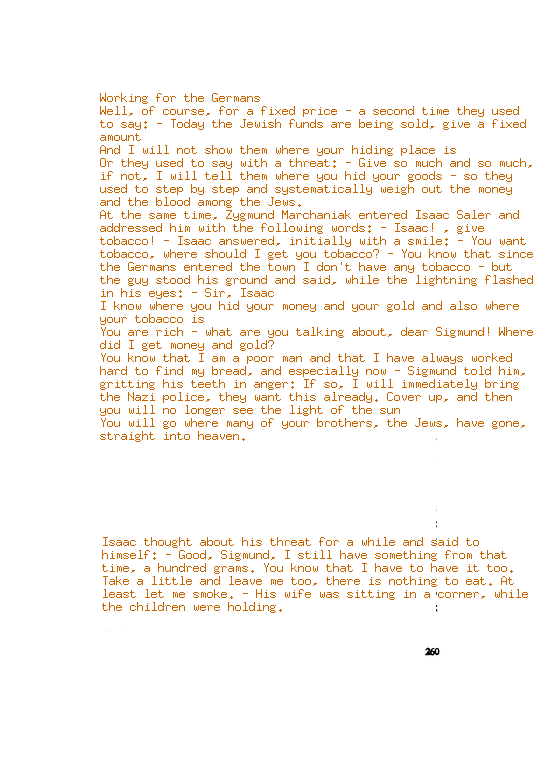 Working for the Germans
Well, of course, for a fixed price - a second time they used
to say: - Today the Jewish funds are being sold, give a fixed
amount
And I will not show them where your hiding place is
Or they used to say with a threat: - Give so much and so much,
if not, I will tell them where you hid your goods - so they
used to step by step and systematically weigh out the money
and the blood among the Jews.
At the same time, Zygmund Marchaniak entered Isaac Saler and
addressed him with the following words: - Isaac! , give
tobacco! - Isaac answered, initially with a smile: - You want
tobacco, where should I get you tobacco? - You know that since
the Germans entered the town I don't have any tobacco - but
the guy stood his ground and said, while the lightning flashed
in his eyes: - Sir, Isaac
I know where you hid your money and your gold and also where
your tobacco is
You are rich - what are you talking about, dear Sigmund! Where
did I get money and gold?
You know that I am a poor man and that I have always worked
hard to find my bread, and especially now - Sigmund told him,
gritting his teeth in anger: If so, I will immediately bring
the Nazi police, they want this already. Cover up, and then
you will no longer see the light of the sun
You will go where many of your brothers, the Jews, have gone,
straight into heaven.
Isaac thought about his threat for a while and said to
himself: - Good, Sigmund, I still have something from that
time, a hundred grams. You know that I have to have it too.
Take a little and leave me too, there is nothing to eat. At
least let me smoke. - His wife was sitting in a corner, while
the children were holding.
260